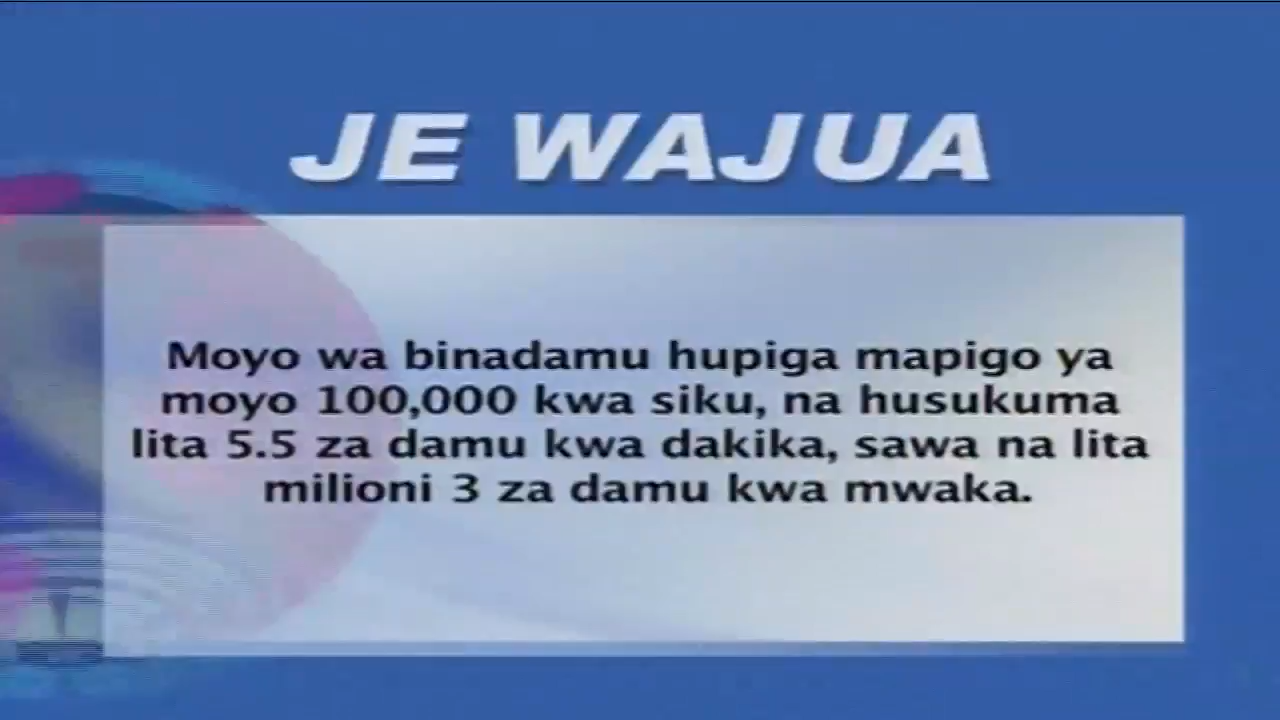 JE WAJUA
Moyo wa binadamu hupiga mapigo ya
moyo 100,000 kwa siku, na husukuma
lita 5.5 za damu kwa dakika, sawa na lita
milioni 3 za damu kwa mwaka.